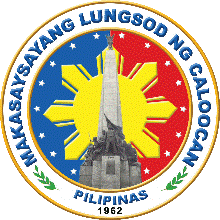 MAKASAYSAYANG LUNGSOD NG CALOOCAN
PILIPINAS
1962